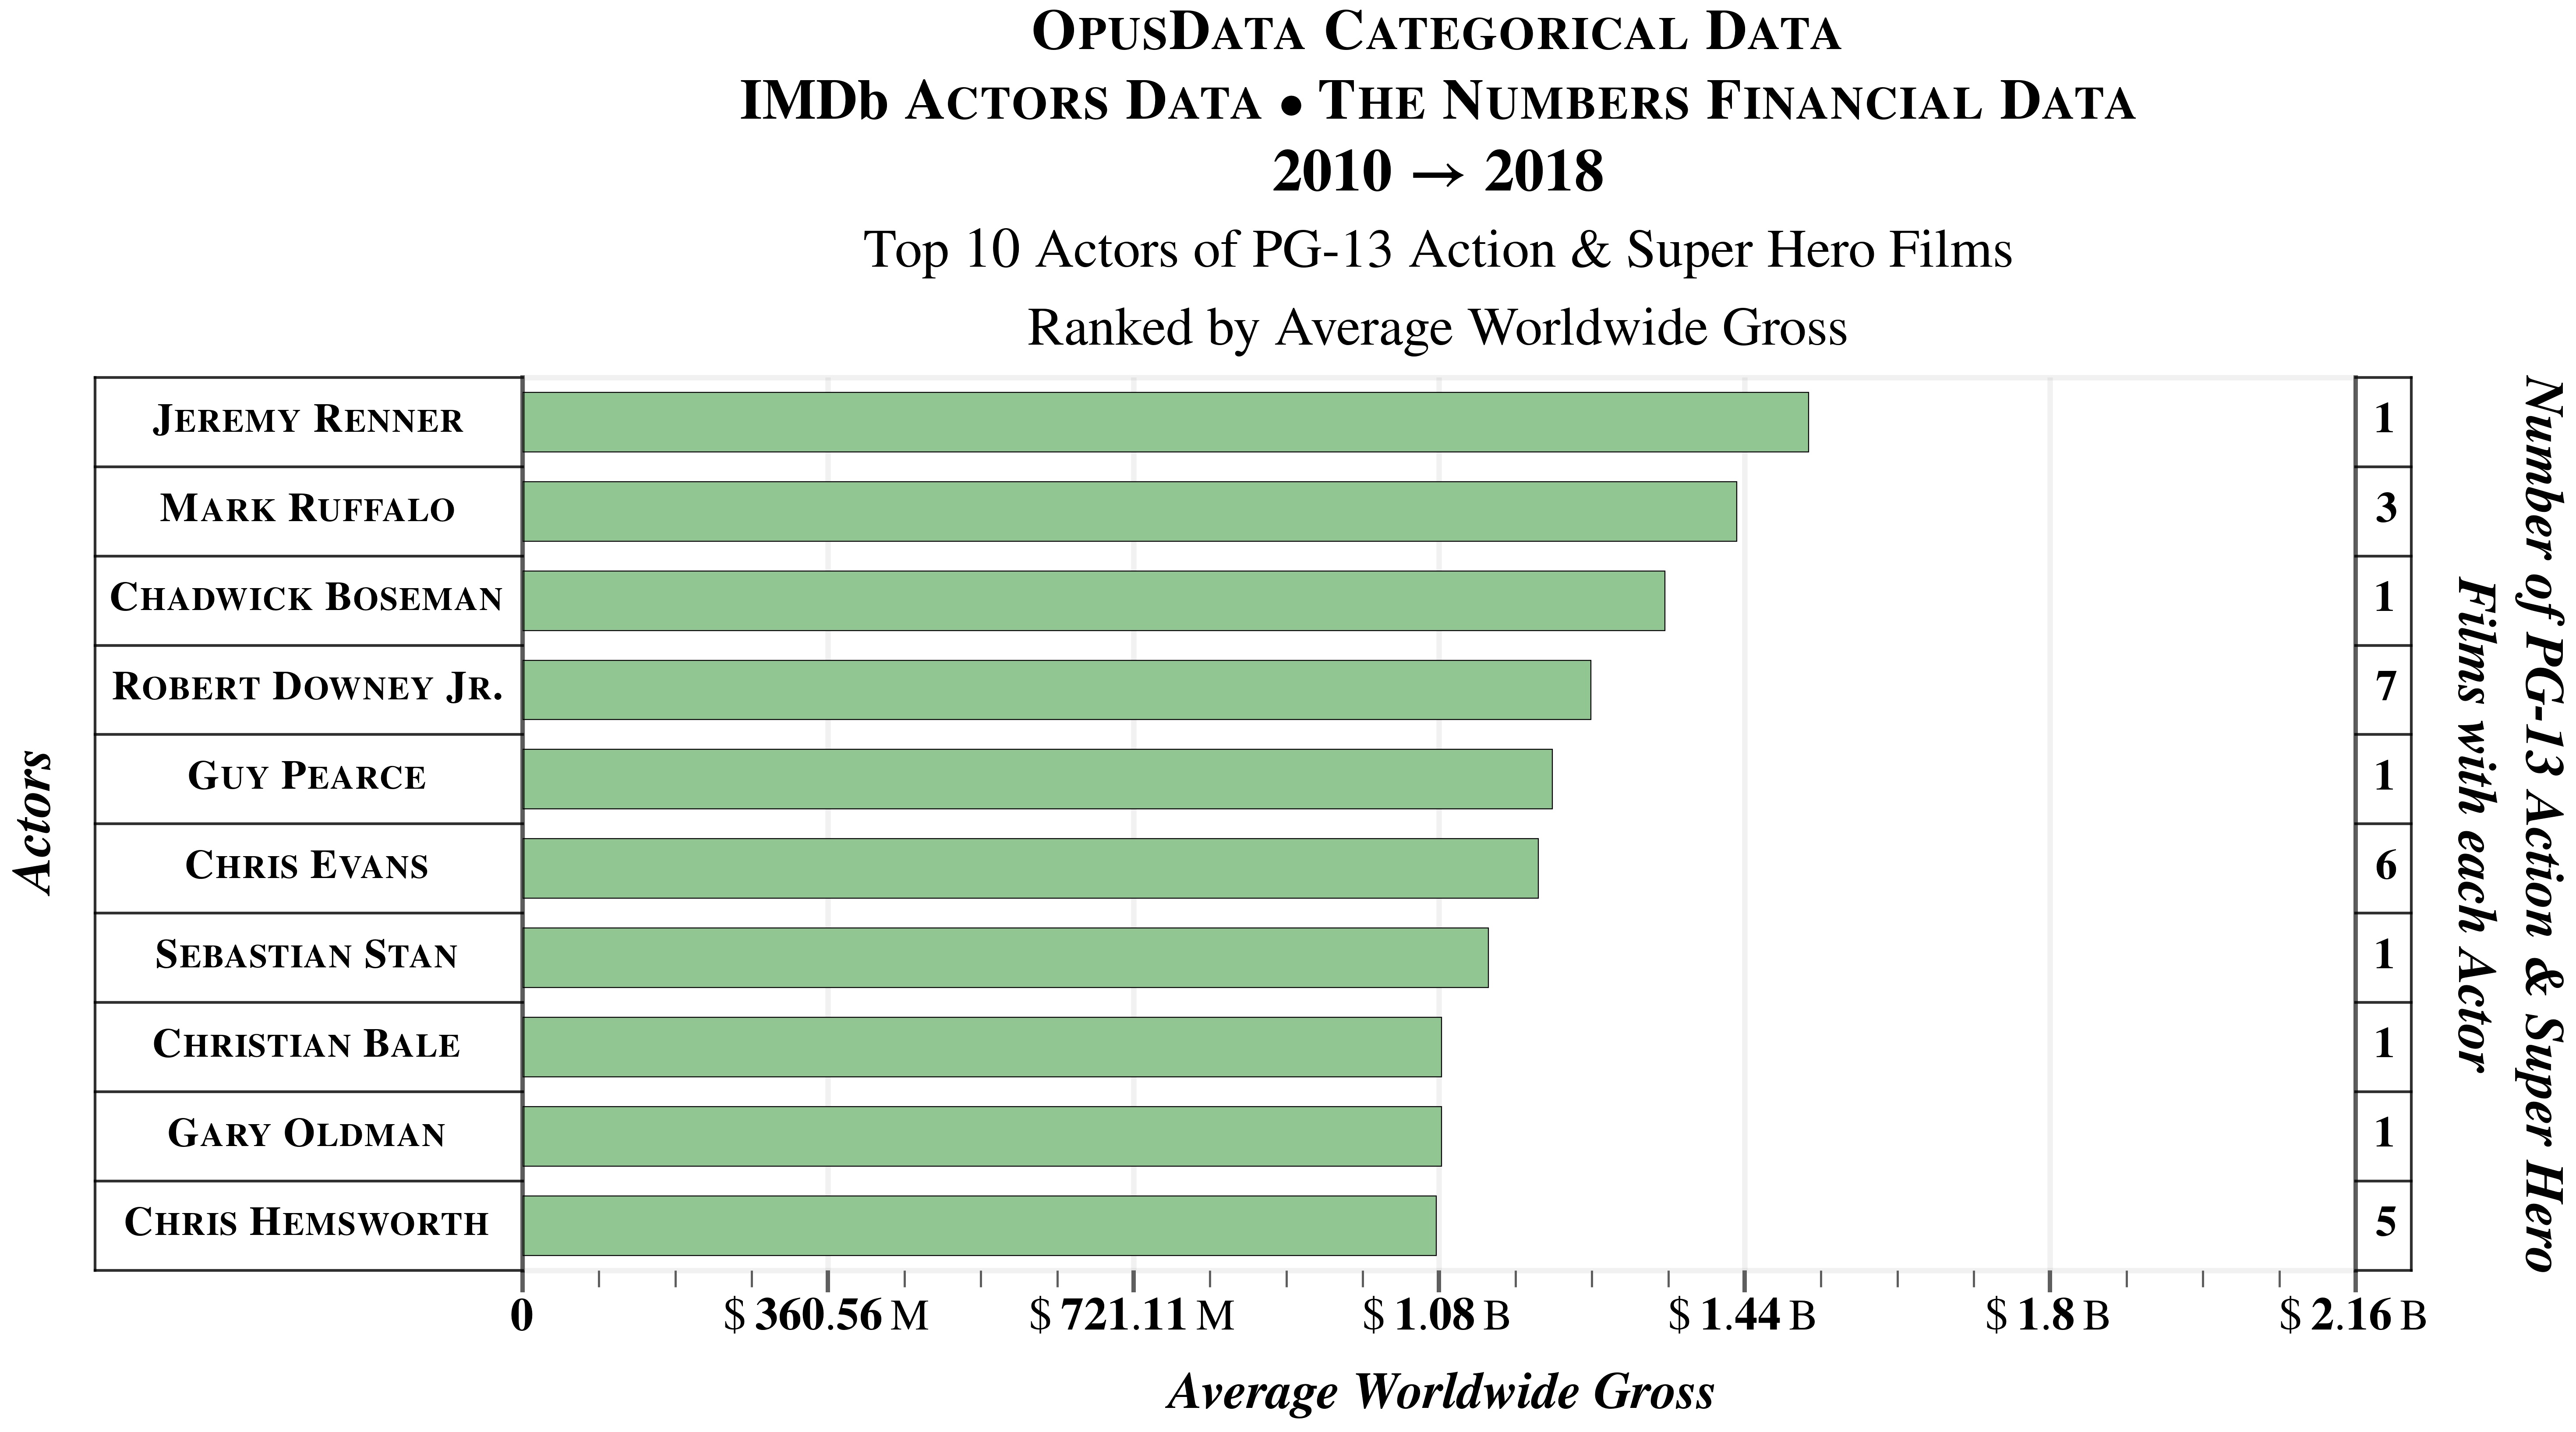 OpusData Categorical Data
IMDb Actors Data • The Numbers Financial Data
2010 → 2018
Top 10 Actors of PG-13 Action & Super Hero Films
Ranked by Average Worldwide Gross
Actors
Jeremy Renner 1
Mark Ruffalo 3
Chadwick Boseman 1
Robert Downey Jr. 7
Guy Pearce 1
Chris Evans 6
Sebastian Stan 1
Christian Bale 1
Gary Oldman 1
Chris Hemsworth 5
Number of PG-13 Action & Super Hero
Films with each Actor
0 $ 360.56 M $ 721.11 M $ 1.08 B $ 1.44 B $ 1.8 B $ 2.16 B
Average Worldwide Gross